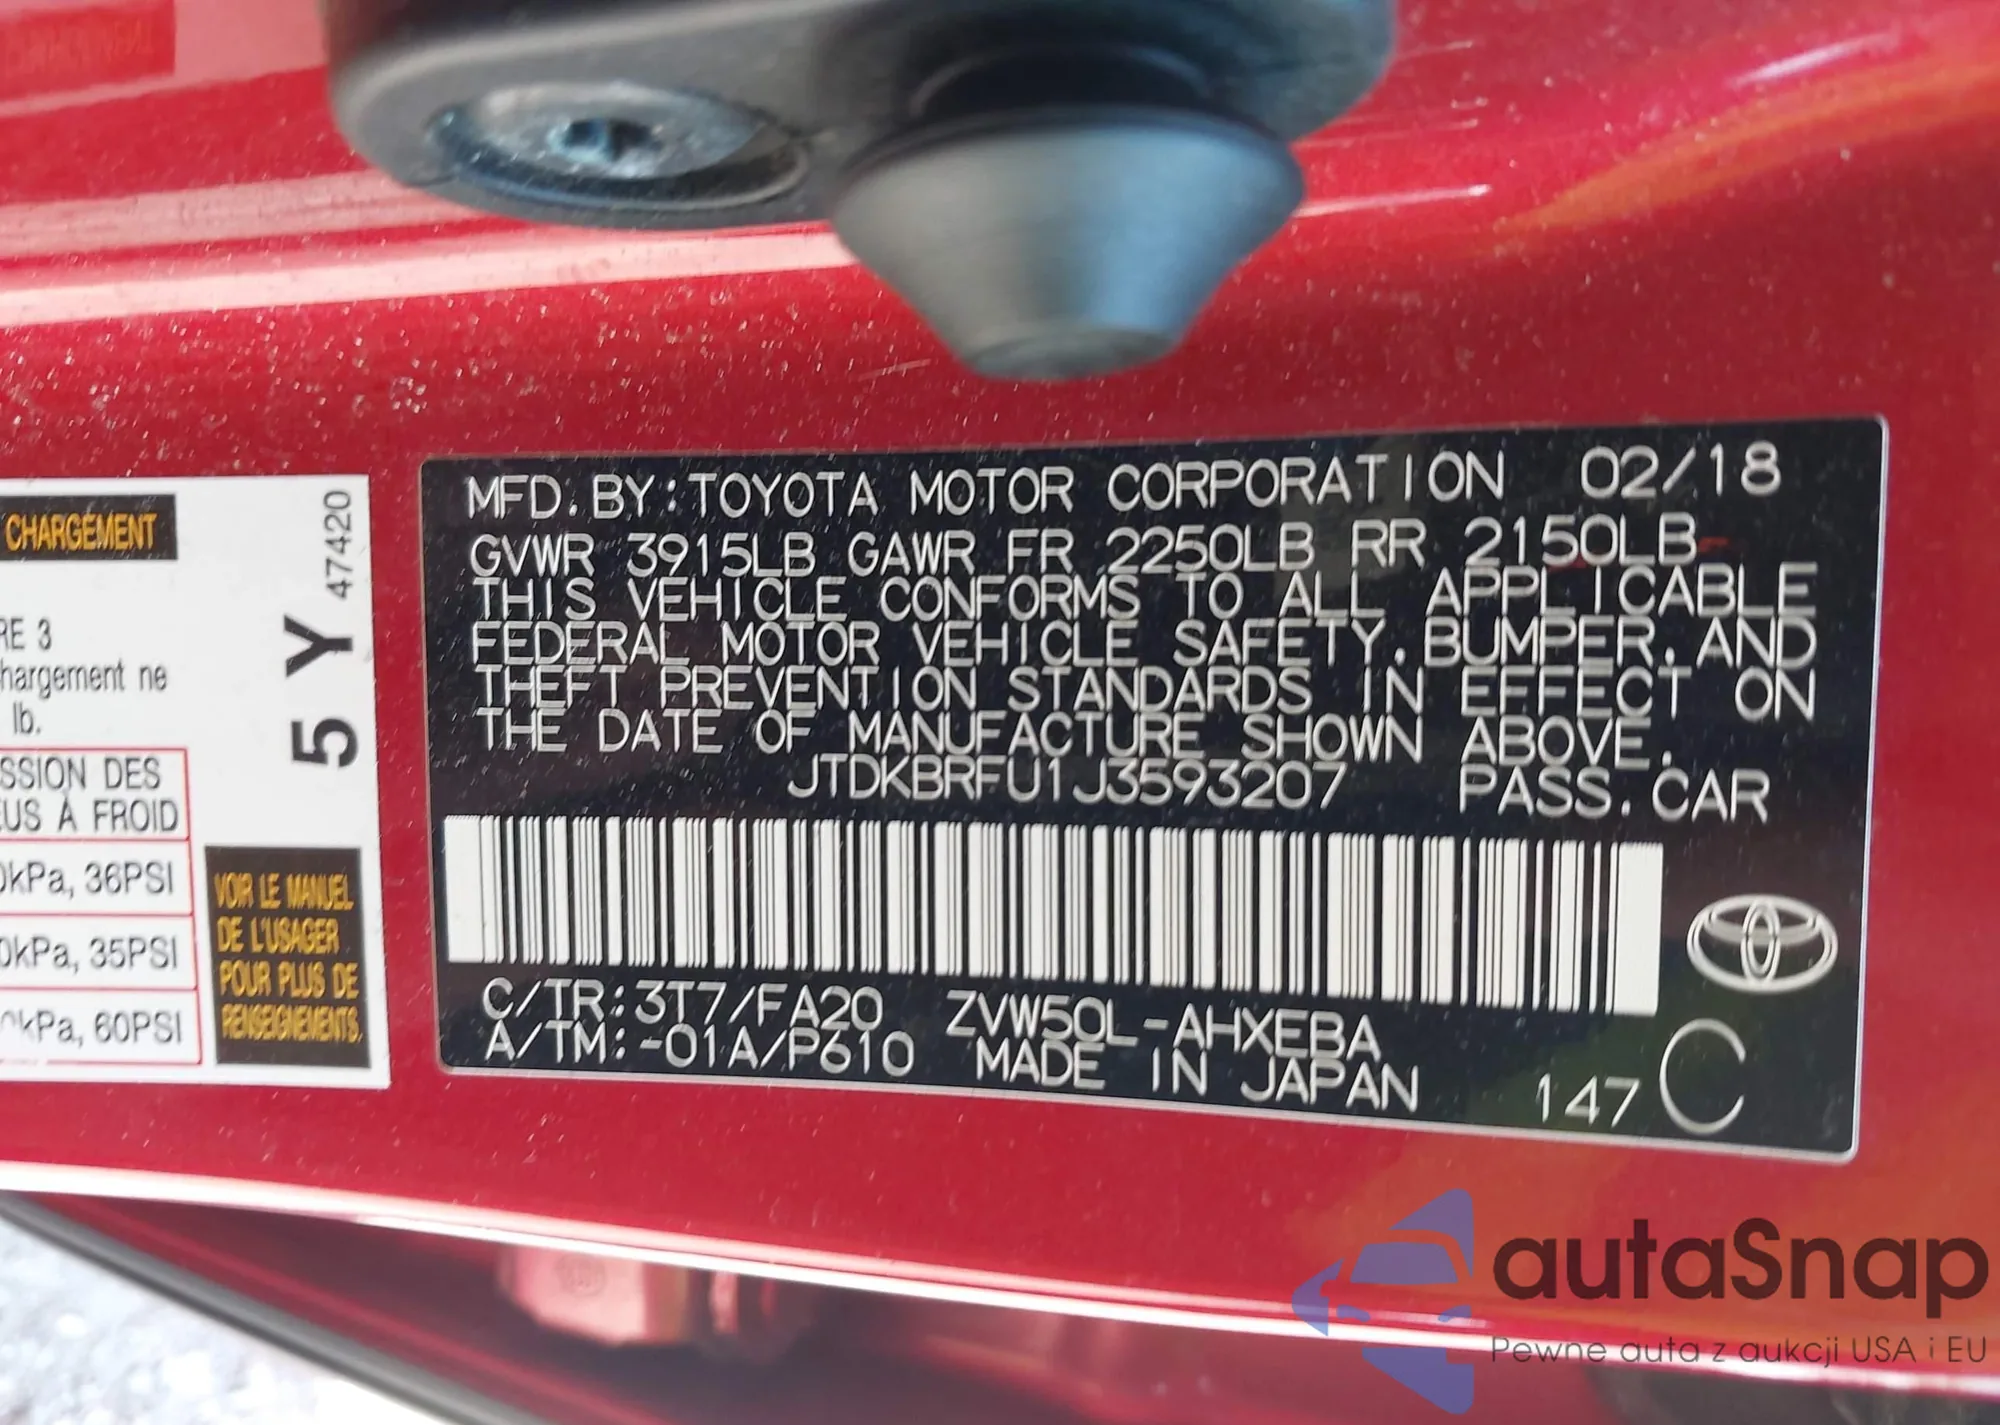 CHARGEMENT
RE 3
hargement ne
lb.
SSION DES
EUS À FROID
0kPa, 36PSI
0kPa, 35PSI
0kPa, 60PSI
5 Y 47420
VOIR LE MANUEL
DE L'USAGER
POUR PLUS DE
RENSEIGNEMENTS.
MFD. BY: TOYOTA MOTOR CORPORATION 02/18
GVWR 3915LB GAWR FR 2250LB RR 2150LB
THIS VEHICLE CONFORMS TO ALL APPLICABLE
FEDERAL MOTOR VEHICLE SAFETY, BUMPER, AND
THEFT PREVENTION STANDARDS IN EFFECT ON
THE DATE OF MANUFACTURE SHOWN ABOVE.
JTDKBRFU1J3593207 PASS. CAR
C/TR: 3T7/FA20 ZVW50L-AHXEBA
A/TM: -01A/P610 MADE IN JAPAN 147 C
autaSnap
Pewne auta z aukcji USA i EU